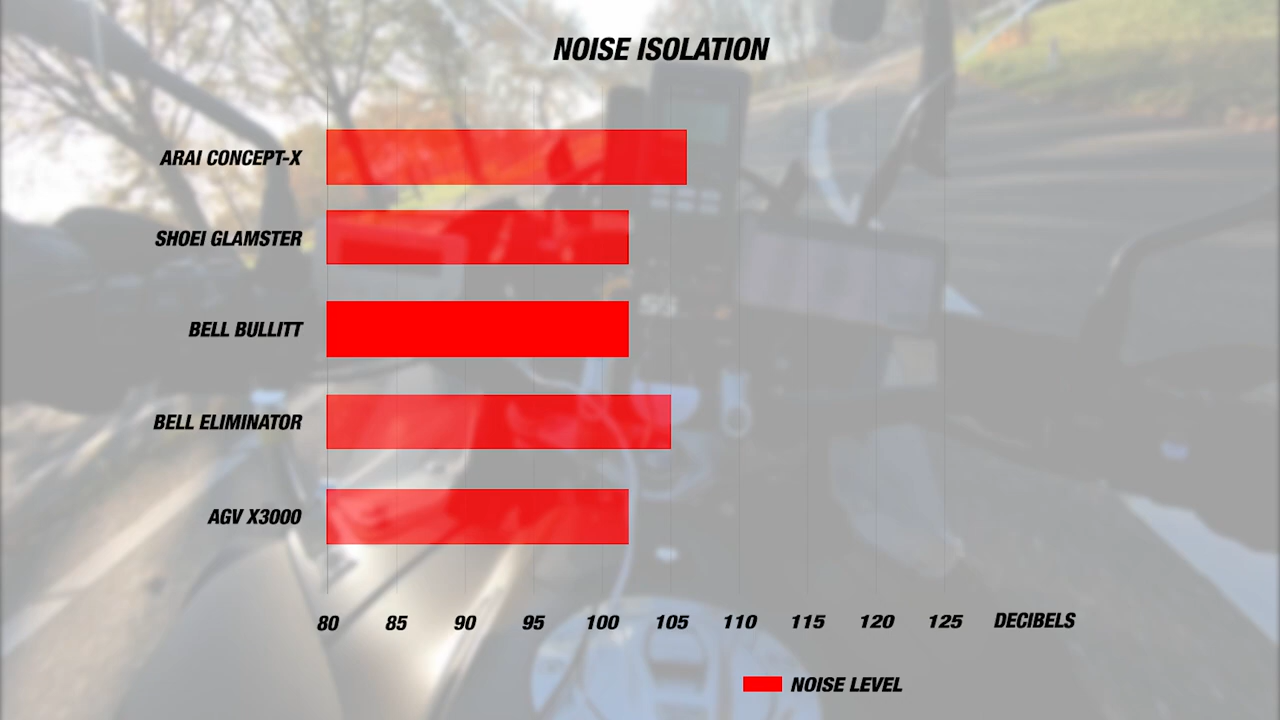 NOISE ISOLATION
ARAI CONCEPT-X
SHOEI GLAMSTER
BELL BULLITT
BELL ELIMINATOR
AGV X3000
80 85 90 95 100 105 110 115 120 125 DECIBELS
NOISE LEVEL